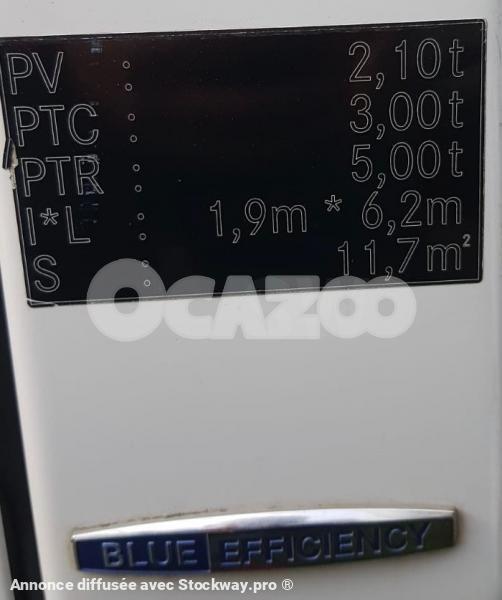 PV : 2,10t
PTC : 3,00t
PTR : 5,00t
l*L : 1,9m * 6,2m
S : 11,7m²
OCAZOO
BLUE EFFICIENCY
Annonce diffusée avec Stockway.pro ®